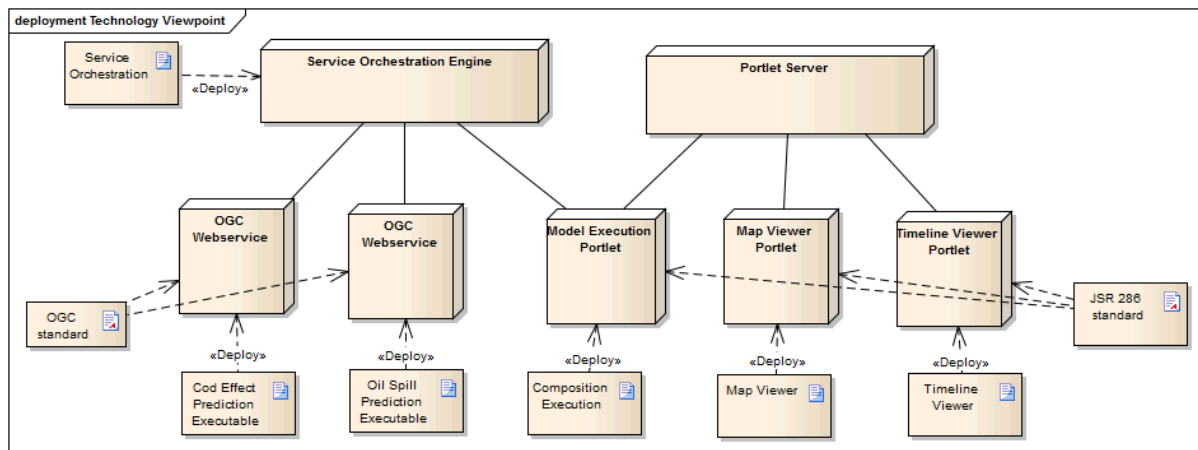 deployment Technology Viewpoint
Service
Orchestration
«Deploy»
Service Orchestration Engine
Portlet Server
OGC
Webservice
OGC
Webservice
Model Execution
Portlet
Map Viewer
Portlet
Timeline Viewer
Portlet
OGC
standard
JSR 286
standard
«Deploy»
«Deploy»
«Deploy»
«Deploy»
«Deploy»
Cod Effect
Prediction
Executable
Oil Spill
Prediction
Executable
Composition
Execution
Map Viewer
Timeline
Viewer